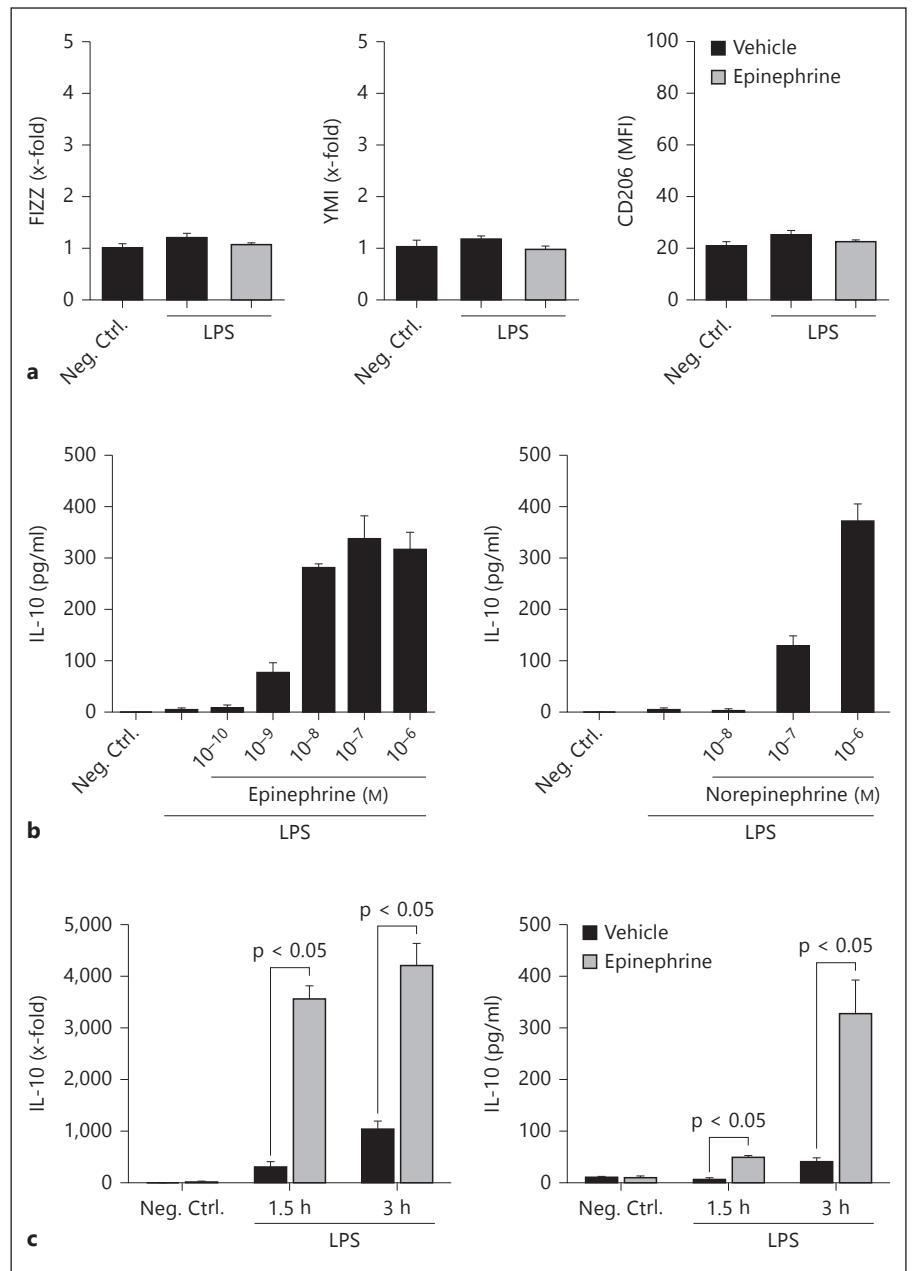 5
4
3
2
1
0
FIZZ (x-fold)
Neg. Ctrl.
LPS
5
4
3
2
1
0
YMI (x-fold)
Neg. Ctrl.
LPS
100
80
60
40
20
0
CD206 (MFI)
Vehicle
Epinephrine
Neg. Ctrl.
LPS
a
500
400
300
200
100
0
IL-10 (pg/ml)
Neg. Ctrl.
10⁻¹⁰
10⁻⁹
10⁻⁸
10⁻⁷
10⁻⁶
Epinephrine (M)
LPS
500
400
300
200
100
0
IL-10 (pg/ml)
Neg. Ctrl.
10⁻⁸
10⁻⁷
10⁻⁶
Norepinephrine (M)
LPS
b
5,000
4,000
3,000
2,000
1,000
0
IL-10 (x-fold)
p < 0.05
p < 0.05
Neg. Ctrl.
1.5 h
3 h
LPS
500
400
300
200
100
0
IL-10 (pg/ml)
Vehicle
Epinephrine
p < 0.05
p < 0.05
Neg. Ctrl.
1.5 h
3 h
LPS
c